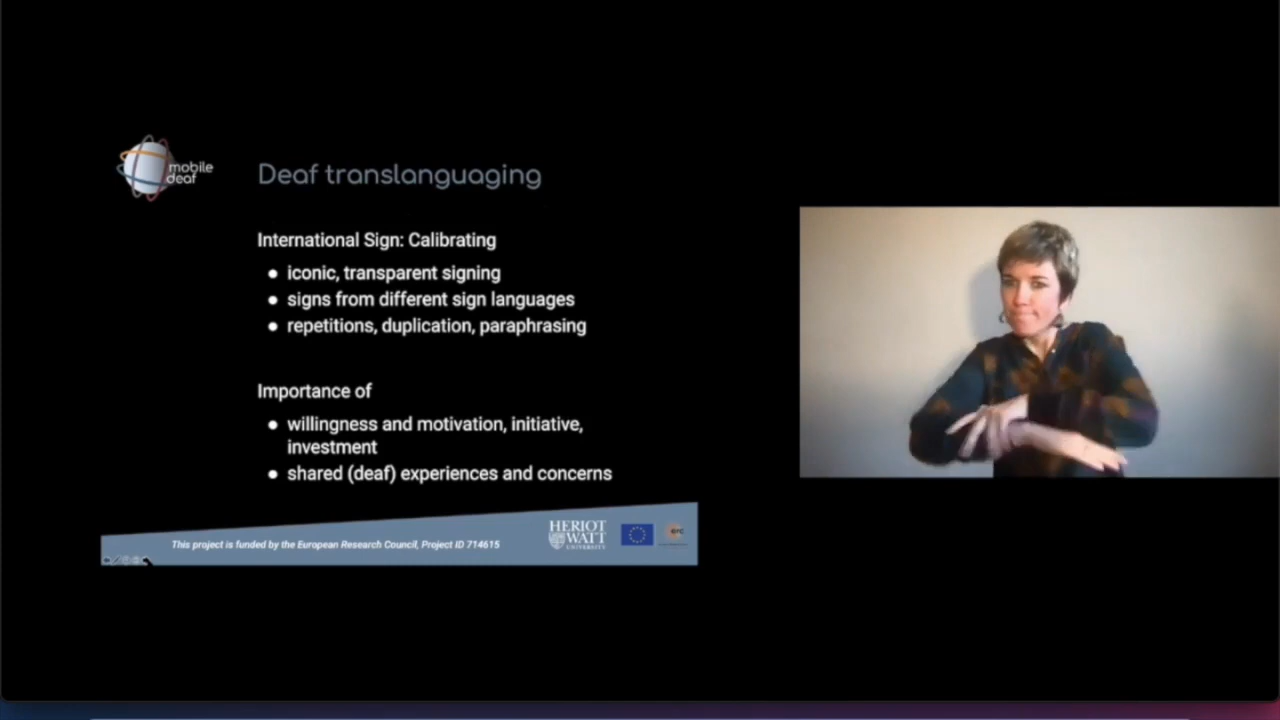 mobile
deaf
Deaf translanguaging
International Sign: Calibrating
● iconic, transparent signing
● signs from different sign languages
● repetitions, duplication, paraphrasing
Importance of
● willingness and motivation, initiative,
investment
● shared (deaf) experiences and concerns
This project is funded by the European Research Council, Project ID 714615
HERIOT
WATT
UNIVERSITY
erc